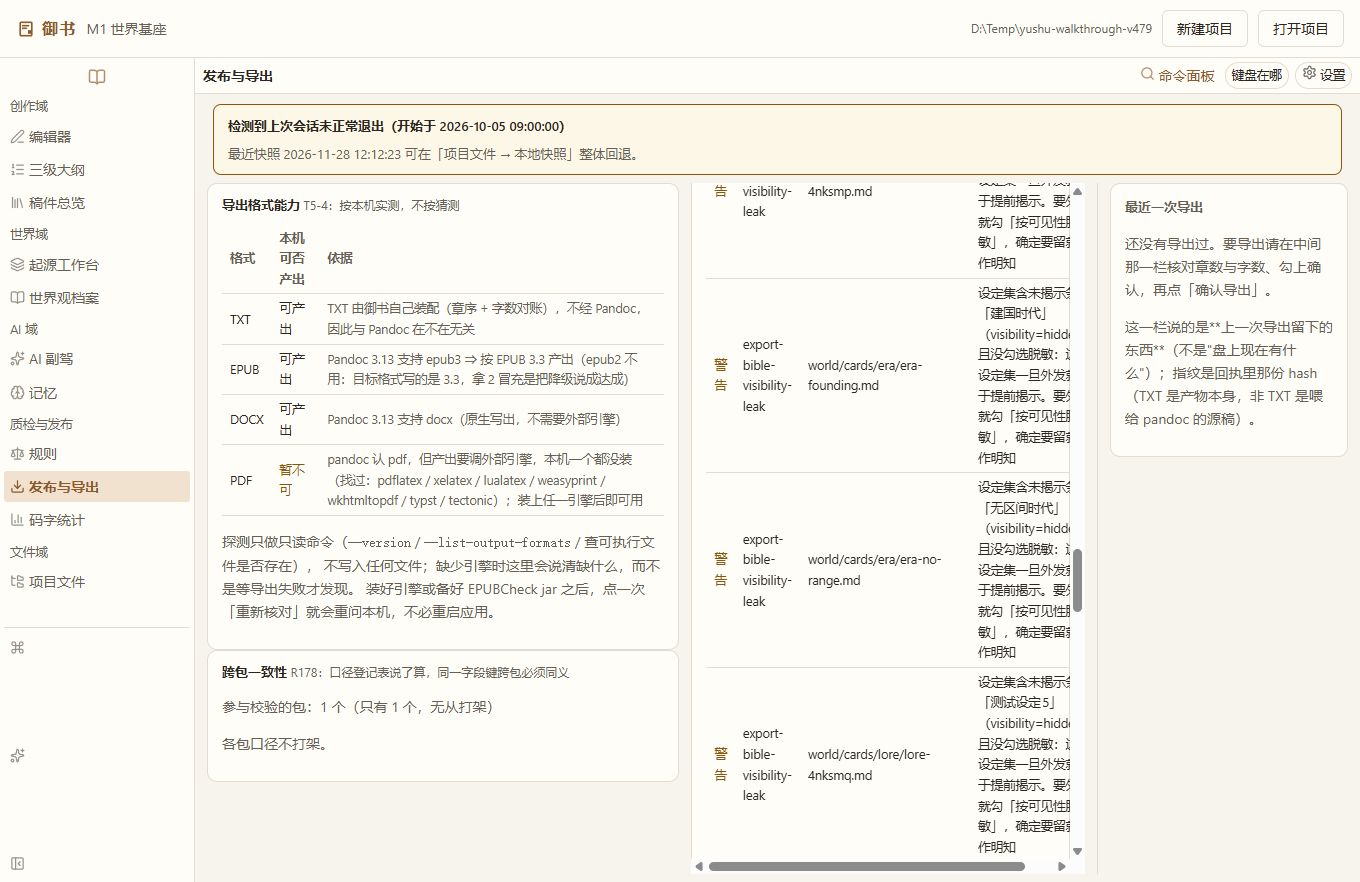 御书 M1 世界基座
D:\Temp\yushu-walkthrough-v479 新建项目 打开项目
创作域
编辑器
三级大纲
稿件总览
世界域
起源工作台
世界观档案
AI 域
AI 副驾
记忆
质检与发布
规则
发布与导出
码字统计
文件域
项目文件
发布与导出
命令面板 键盘在哪 设置
检测到上次会话未正常退出（开始于 2026-10-05 09:00:00）
最近快照 2026-11-28 12:12:23 可在「项目文件 → 本地快照」整体回退。
导出格式能力 T5-4：按本机实测，不按猜测
格式 本机可否产出 依据
TXT 可产出 TXT 由御书自己装配（章序 + 字数对账），不经 Pandoc，
因此与 Pandoc 在不在无关
EPUB 可产出 Pandoc 3.13 支持 epub3 ⇒ 按 EPUB 3.3 产出（epub2 不
用：目标格式写的是 3.3，拿 2 冒充是把降级说成达成）
DOCX 可产出 Pandoc 3.13 支持 docx（原生写出，不需要外部引擎）
PDF 暂不可 pandoc 认 pdf，但产出要调外部引擎，本机一个都没装
（找过：pdflatex / xelatex / lualatex / weasyprint /
wkhtmltopdf / typst / tectonic）；装上任一引擎后即可用
探测只做只读命令（—version / —list-output-formats / 查可执行文
件是否存在），不写入任何文件；缺少引擎时这里会说清缺什么，而不
是等导出失败才发现。 装好引擎或备好 EPUBCheck jar 之后，点一次
「重新核对」就会重问本机，不必重启应用。
跨包一致性 R178：口径登记表说了算，同一字段键跨包必须同义
参与校验的包：1 个（只有 1 个，无从打架）
各包口径不打架。
告
visibility-
leak
4nksmp.md
于提前揭示。要外
就勾「按可见性脱
敏」，确定要留就
作明知
警告
export-
bible-
visibility-
leak
world/cards/era/era-
founding.md
设定集含未揭示条
「建国时代」
（visibility=hidde
且没勾选脱敏：这
设定集一旦外发就
于提前揭示。要外
就勾「按可见性脱
敏」，确定要留就
作明知
警告
export-
bible-
visibility-
leak
world/cards/era/era-no-
range.md
设定集含未揭示条
「无区间时代」
（visibility=hidde
且没勾选脱敏：这
设定集一旦外发就
于提前揭示。要外
就勾「按可见性脱
敏」，确定要留就
作明知
警告
export-
bible-
visibility-
leak
world/cards/lore/lore-
4nksmq.md
设定集含未揭示条
「测试设定5」
（visibility=hidde
且没勾选脱敏：这
设定集一旦外发就
于提前揭示。要外
就勾「按可见性脱
敏」，确定要留就
作明知
最近一次导出
还没有导出过。要导出请在中间
那一栏核对章数与字数、勾上确
认，再点「确认导出」。
这一栏说的是**上一次导出留下的
东西**（不是"盘上现在有什
么"）；指纹是回执里那份 hash
（TXT 是产物本身，非 TXT 是喂
给 pandoc 的源稿）。